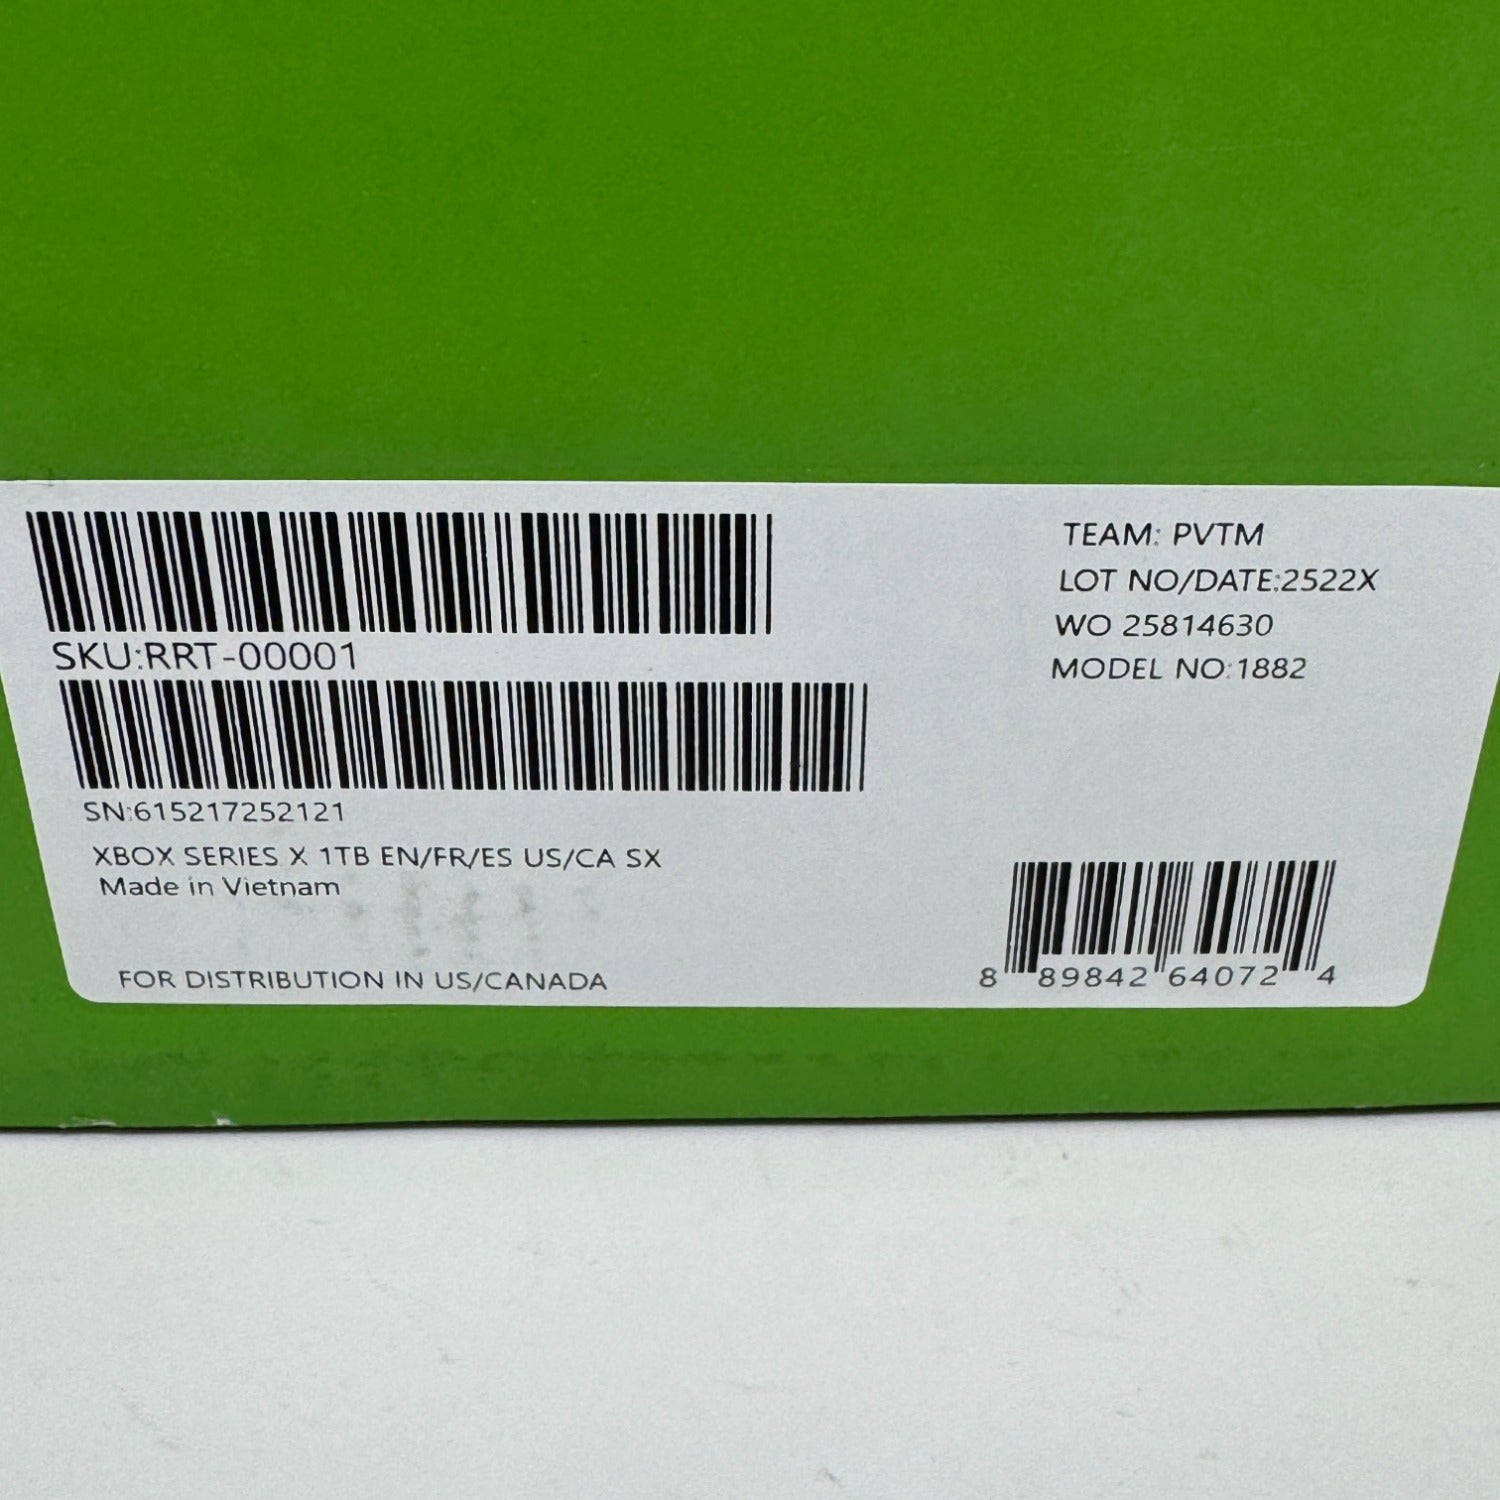 SKU:RRT-00001
SN:615217252121
XBOX SERIES X 1TB EN/FR/ES US/CA SX
Made in Vietnam
FOR DISTRIBUTION IN US/CANADA
TEAM: PVTM
LOT NO/DATE:2522X
WO 25814630
MODEL NO:1882
8 89842 64072 4